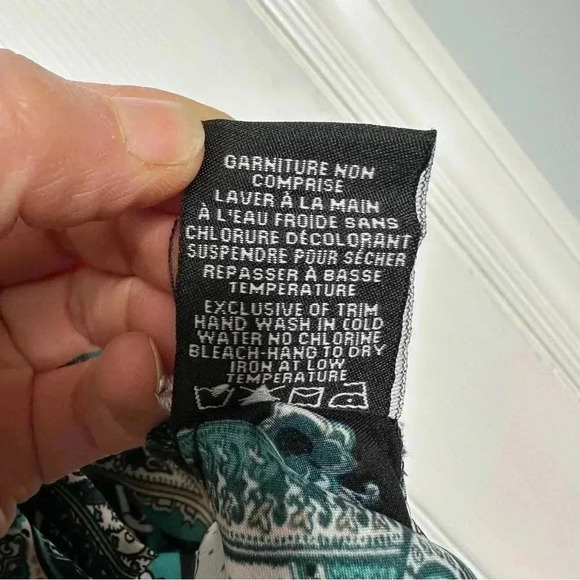 GARNITURE NON
COMPRISE
LAVER À LA MAIN
À L'EAU FROIDE SANS
CHLORURE DÉCOLORANT
SUSPENDRE POUR SÉCHER
REPASSER À BASSE
TEMPERATURE
EXCLUSIVE OF TRIM
HAND WASH IN COLD
WATER NO CHLORINE
BLEACH-HANG TO DRY
IRON AT LOW
TEMPERATURE